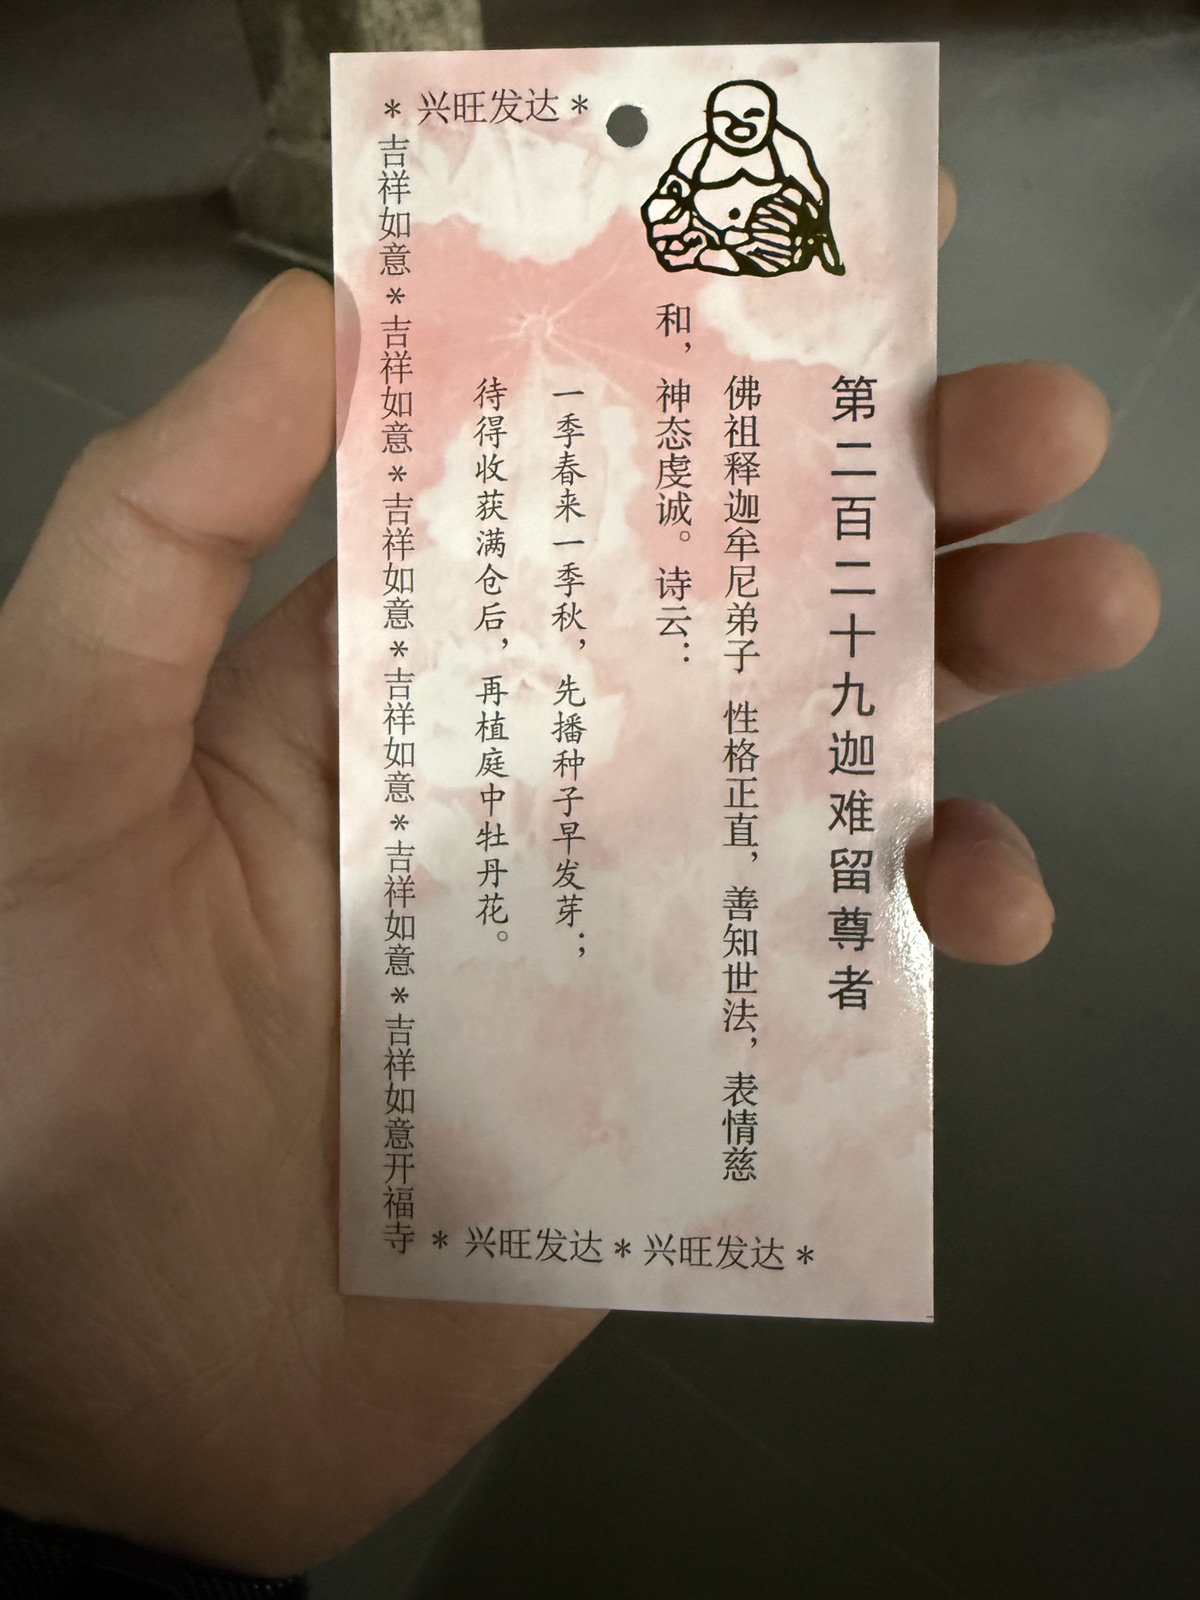 ＊兴旺发达＊
第二百二十九迦难留尊者
佛祖释迦牟尼弟子 性格正直，善知世法，表情慈
和，神态虔诚。诗云：
一季春来一季秋，先播种子早发芽；
待得收获满仓后，再植庭中牡丹花。
吉祥如意＊吉祥如意＊吉祥如意＊吉祥如意＊吉祥如意＊吉祥如意开福寺
＊兴旺发达＊兴旺发达＊